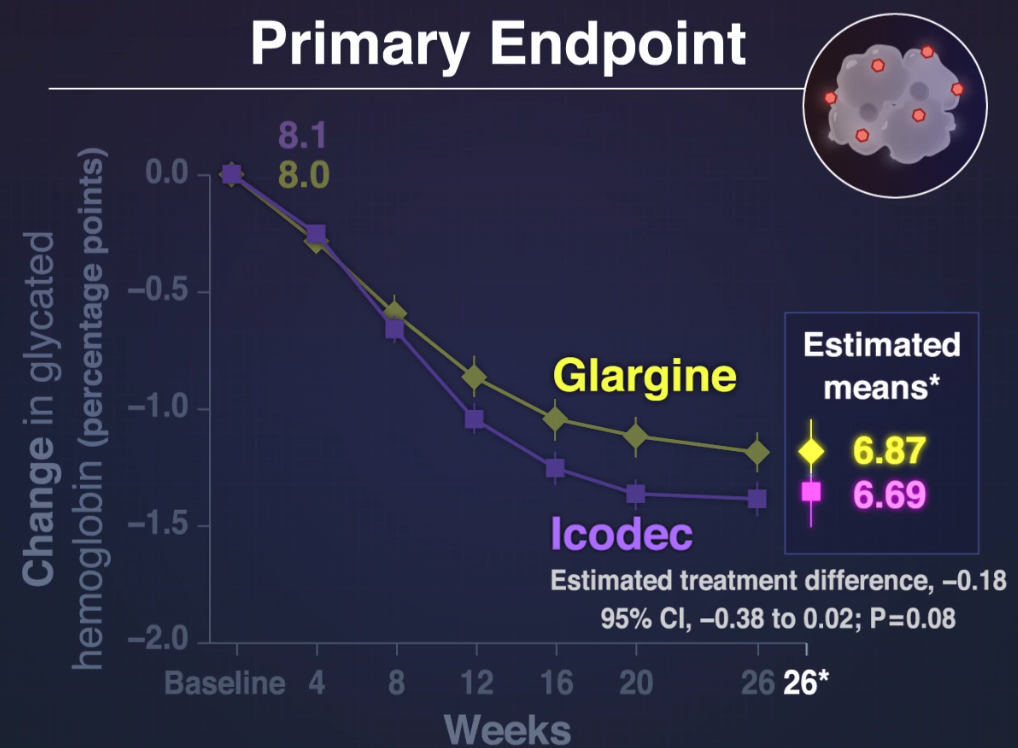 Primary Endpoint
8.1
8.0
Change in glycated
hemoglobin (percentage points)
0.0
−0.5
−1.0
−1.5
−2.0
Glargine
Icodec
Estimated
means*
6.87
6.69
Estimated treatment difference, −0.18
95% CI, −0.38 to 0.02; P=0.08
Baseline 4 8 12 16 20 26 26*
Weeks